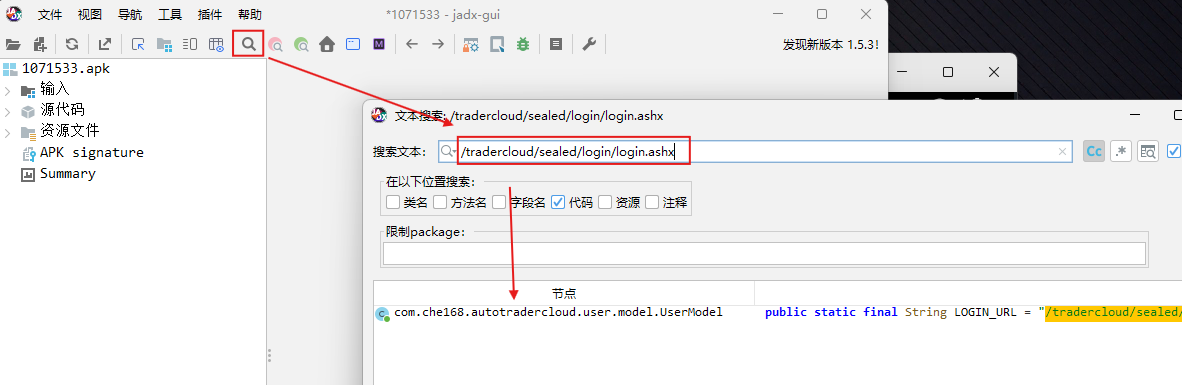 文件 视图 导航 工具 插件 帮助 *1071533 - jadx-gui
发现新版本 1.5.3!
1071533.apk
输入
源代码
资源文件
APK signature
Summary
文本搜索: /tradercloud/sealed/login/login.ashx
搜索文本: /tradercloud/sealed/login/login.ashx Cc .*
在以下位置搜索:
类名 方法名 字段名 代码 资源 注释
限制package:
节点
com.che168.autotradercloud.user.model.UserModel public static final String LOGIN_URL = "/tradercloud/sealed/